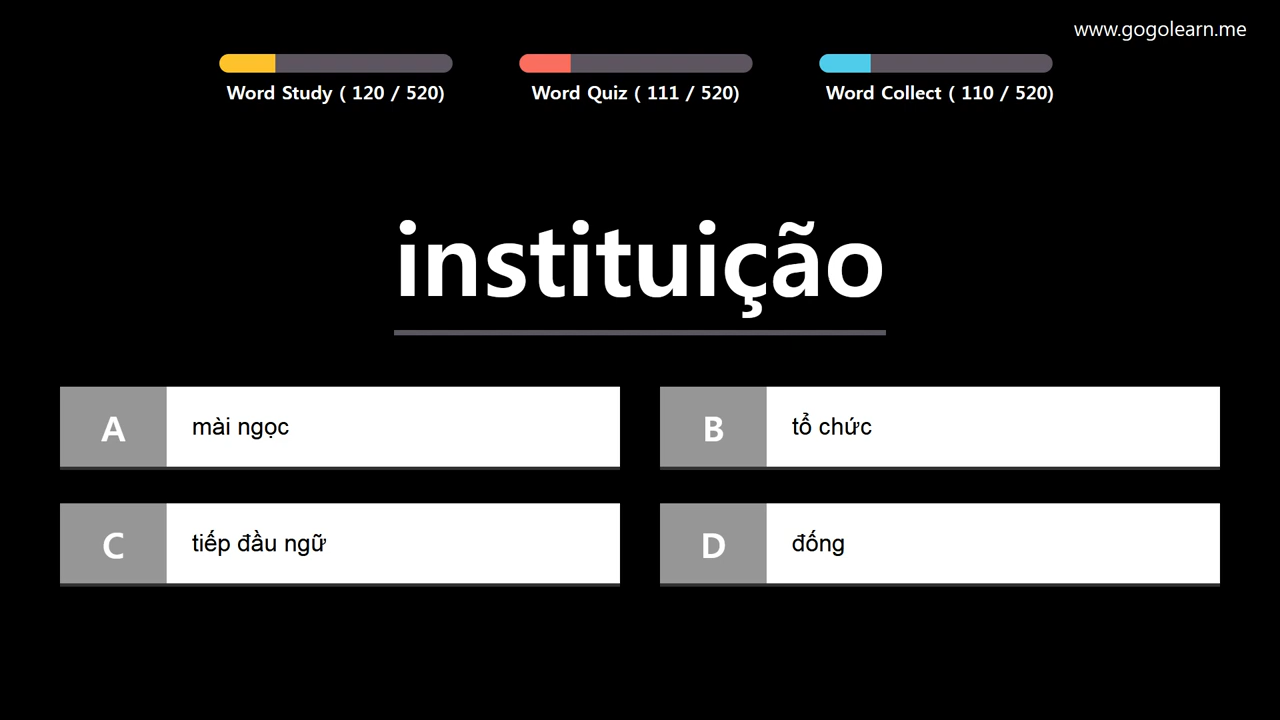 www.gogolearn.me
Word Study ( 120 / 520)
Word Quiz ( 111 / 520)
Word Collect ( 110 / 520)
instituição
A
mài ngọc
B
tổ chức
C
tiếp đầu ngữ
D
đống